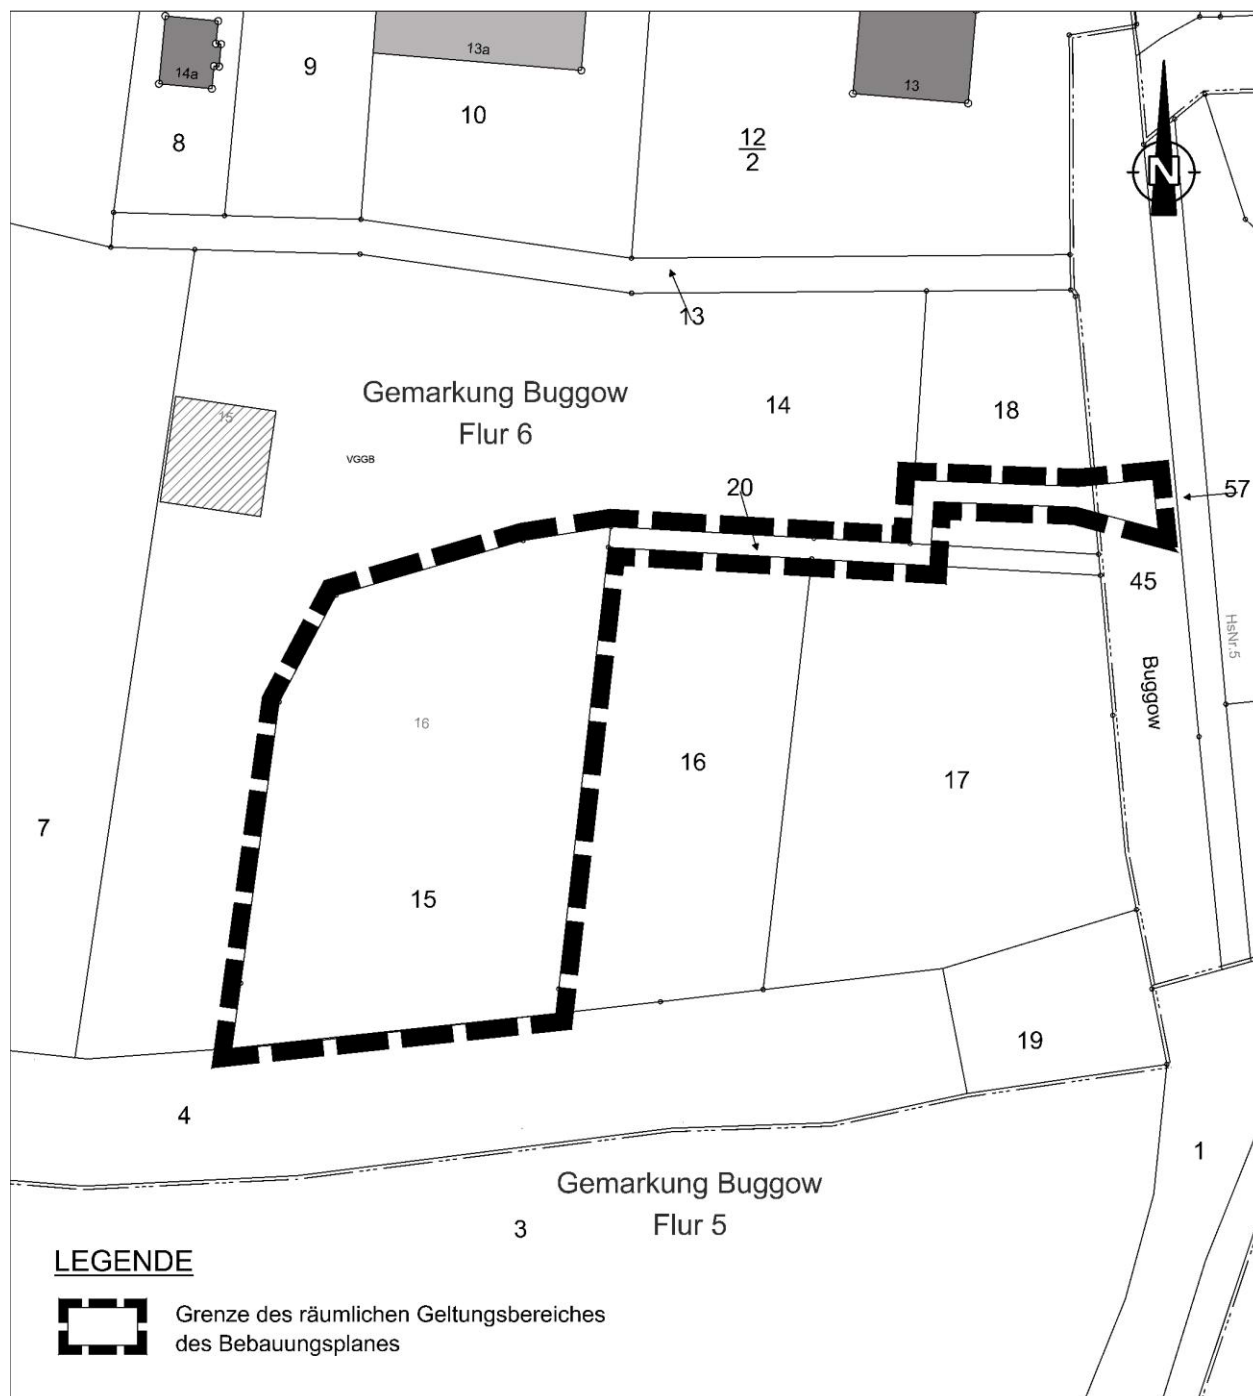 14a
9
13a
10
8
13
12
2
N
13
Gemarkung Buggow
Flur 6
14
18
15
VGGB
20
57
45
HsNr.5
Buggow
16
16
17
7
15
19
4
1
Gemarkung Buggow
Flur 5
3
LEGENDE
Grenze des räumlichen Geltungsbereiches
des Bebauungsplanes